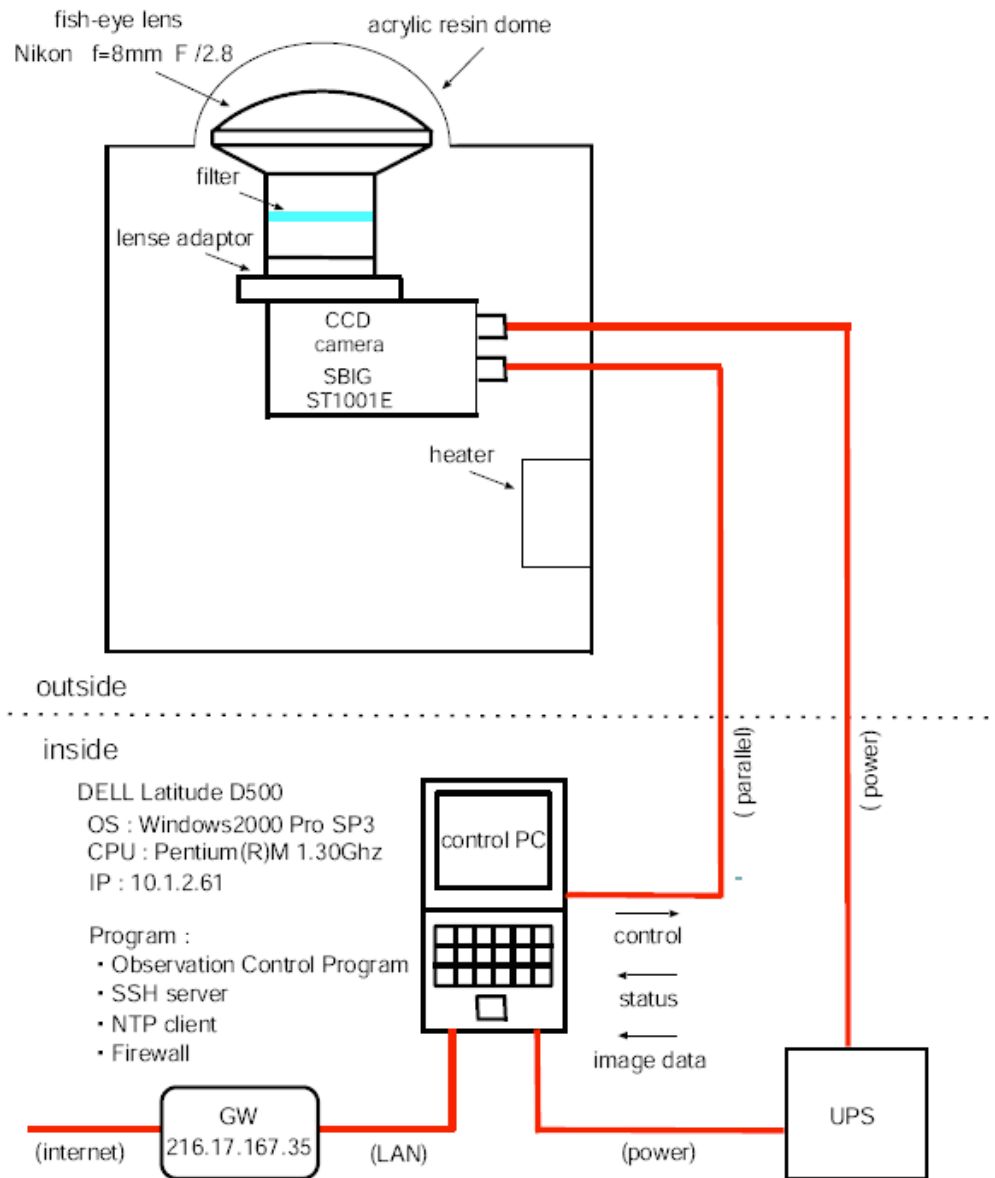 fish-eye lens
Nikon f=8mm F /2.8
acrylic resin dome
filter
lense adaptor
CCD
camera
SBIG
ST1001E
heater
outside
inside
( parallel)
( power)
DELL Latitude D500
OS : Windows2000 Pro SP3
CPU : Pentium(R)M 1.30Ghz
IP : 10.1.2.61
control PC
Program :
・Observation Control Program
・SSH server
・NTP client
・Firewall
control
status
image data
GW
216.17.167.35
UPS
(internet)
(LAN)
(power)